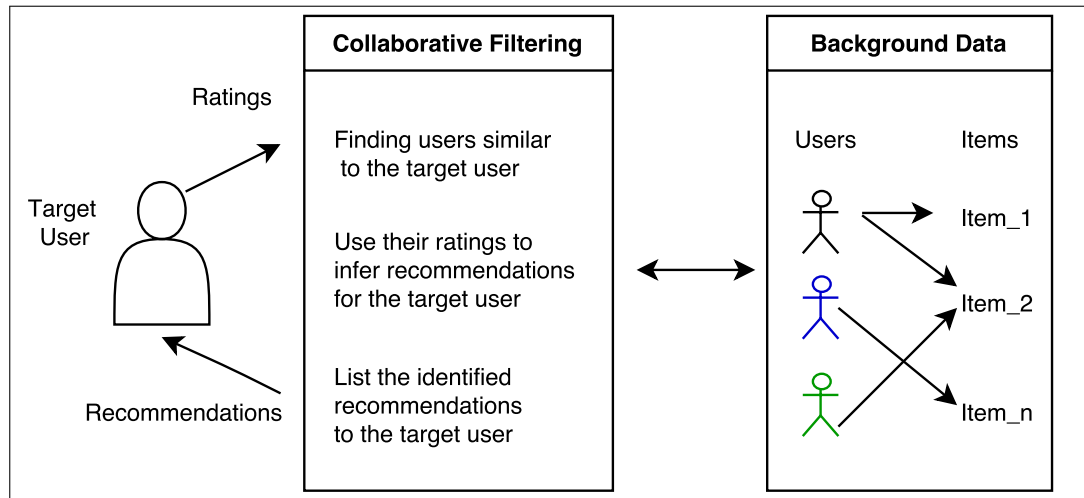 Collaborative Filtering
Background Data
Ratings
Target
User
Recommendations
Finding users similar
to the target user
Use their ratings to
infer recommendations
for the target user
List the identified
recommendations
to the target user
Users
Items
Item_1
Item_2
Item_n